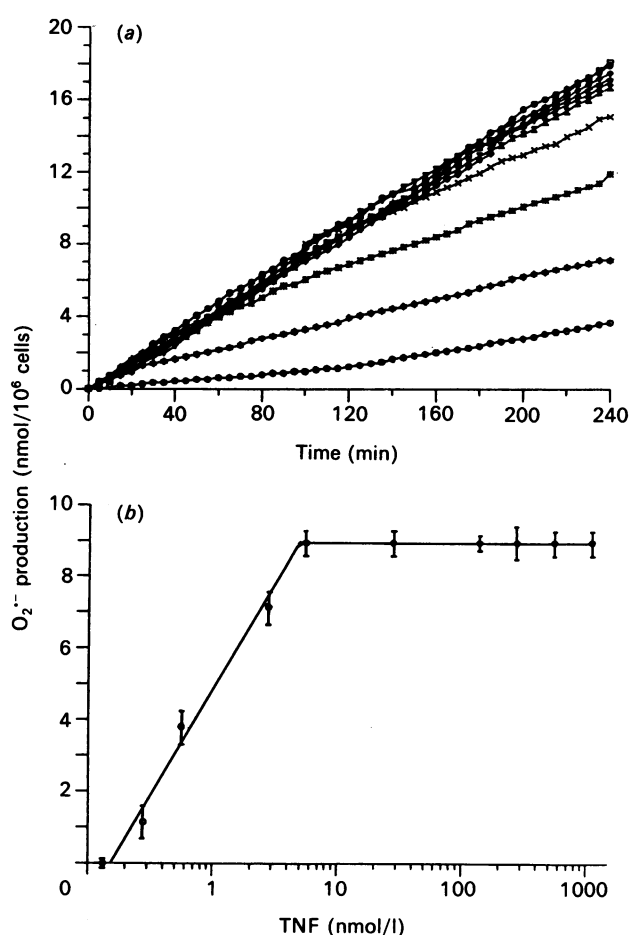 (a)
20
16
12
8
4
0
0 40 80 120 160 200 240
Time (min)
O₂˙⁻ production (nmol/10⁶ cells)
(b)
10
8
6
4
2
0
1 10 100 1000
TNF (nmol/l)